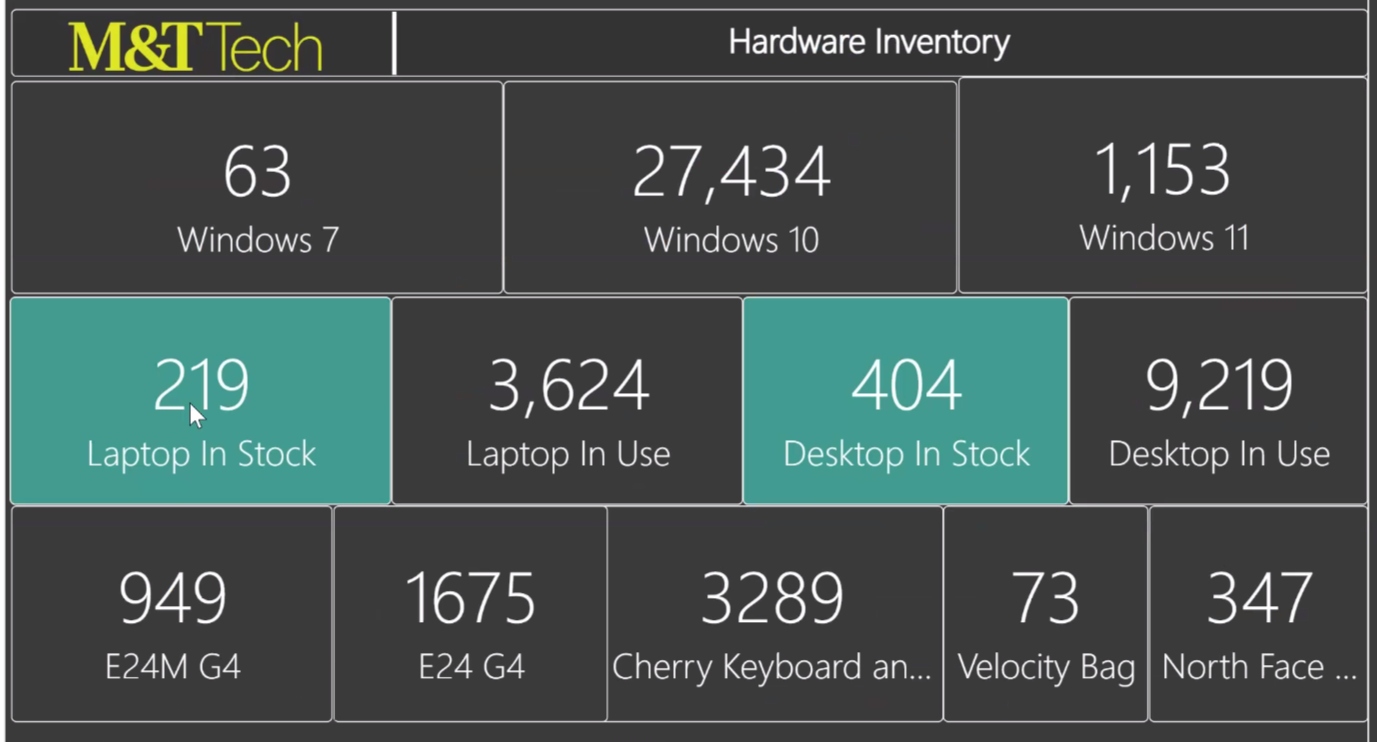 M&T Tech
Hardware Inventory
63
Windows 7
27,434
Windows 10
1,153
Windows 11
219
Laptop In Stock
3,624
Laptop In Use
404
Desktop In Stock
9,219
Desktop In Use
949
E24M G4
1675
E24 G4
3289
Cherry Keyboard an...
73
Velocity Bag
347
North Face ...